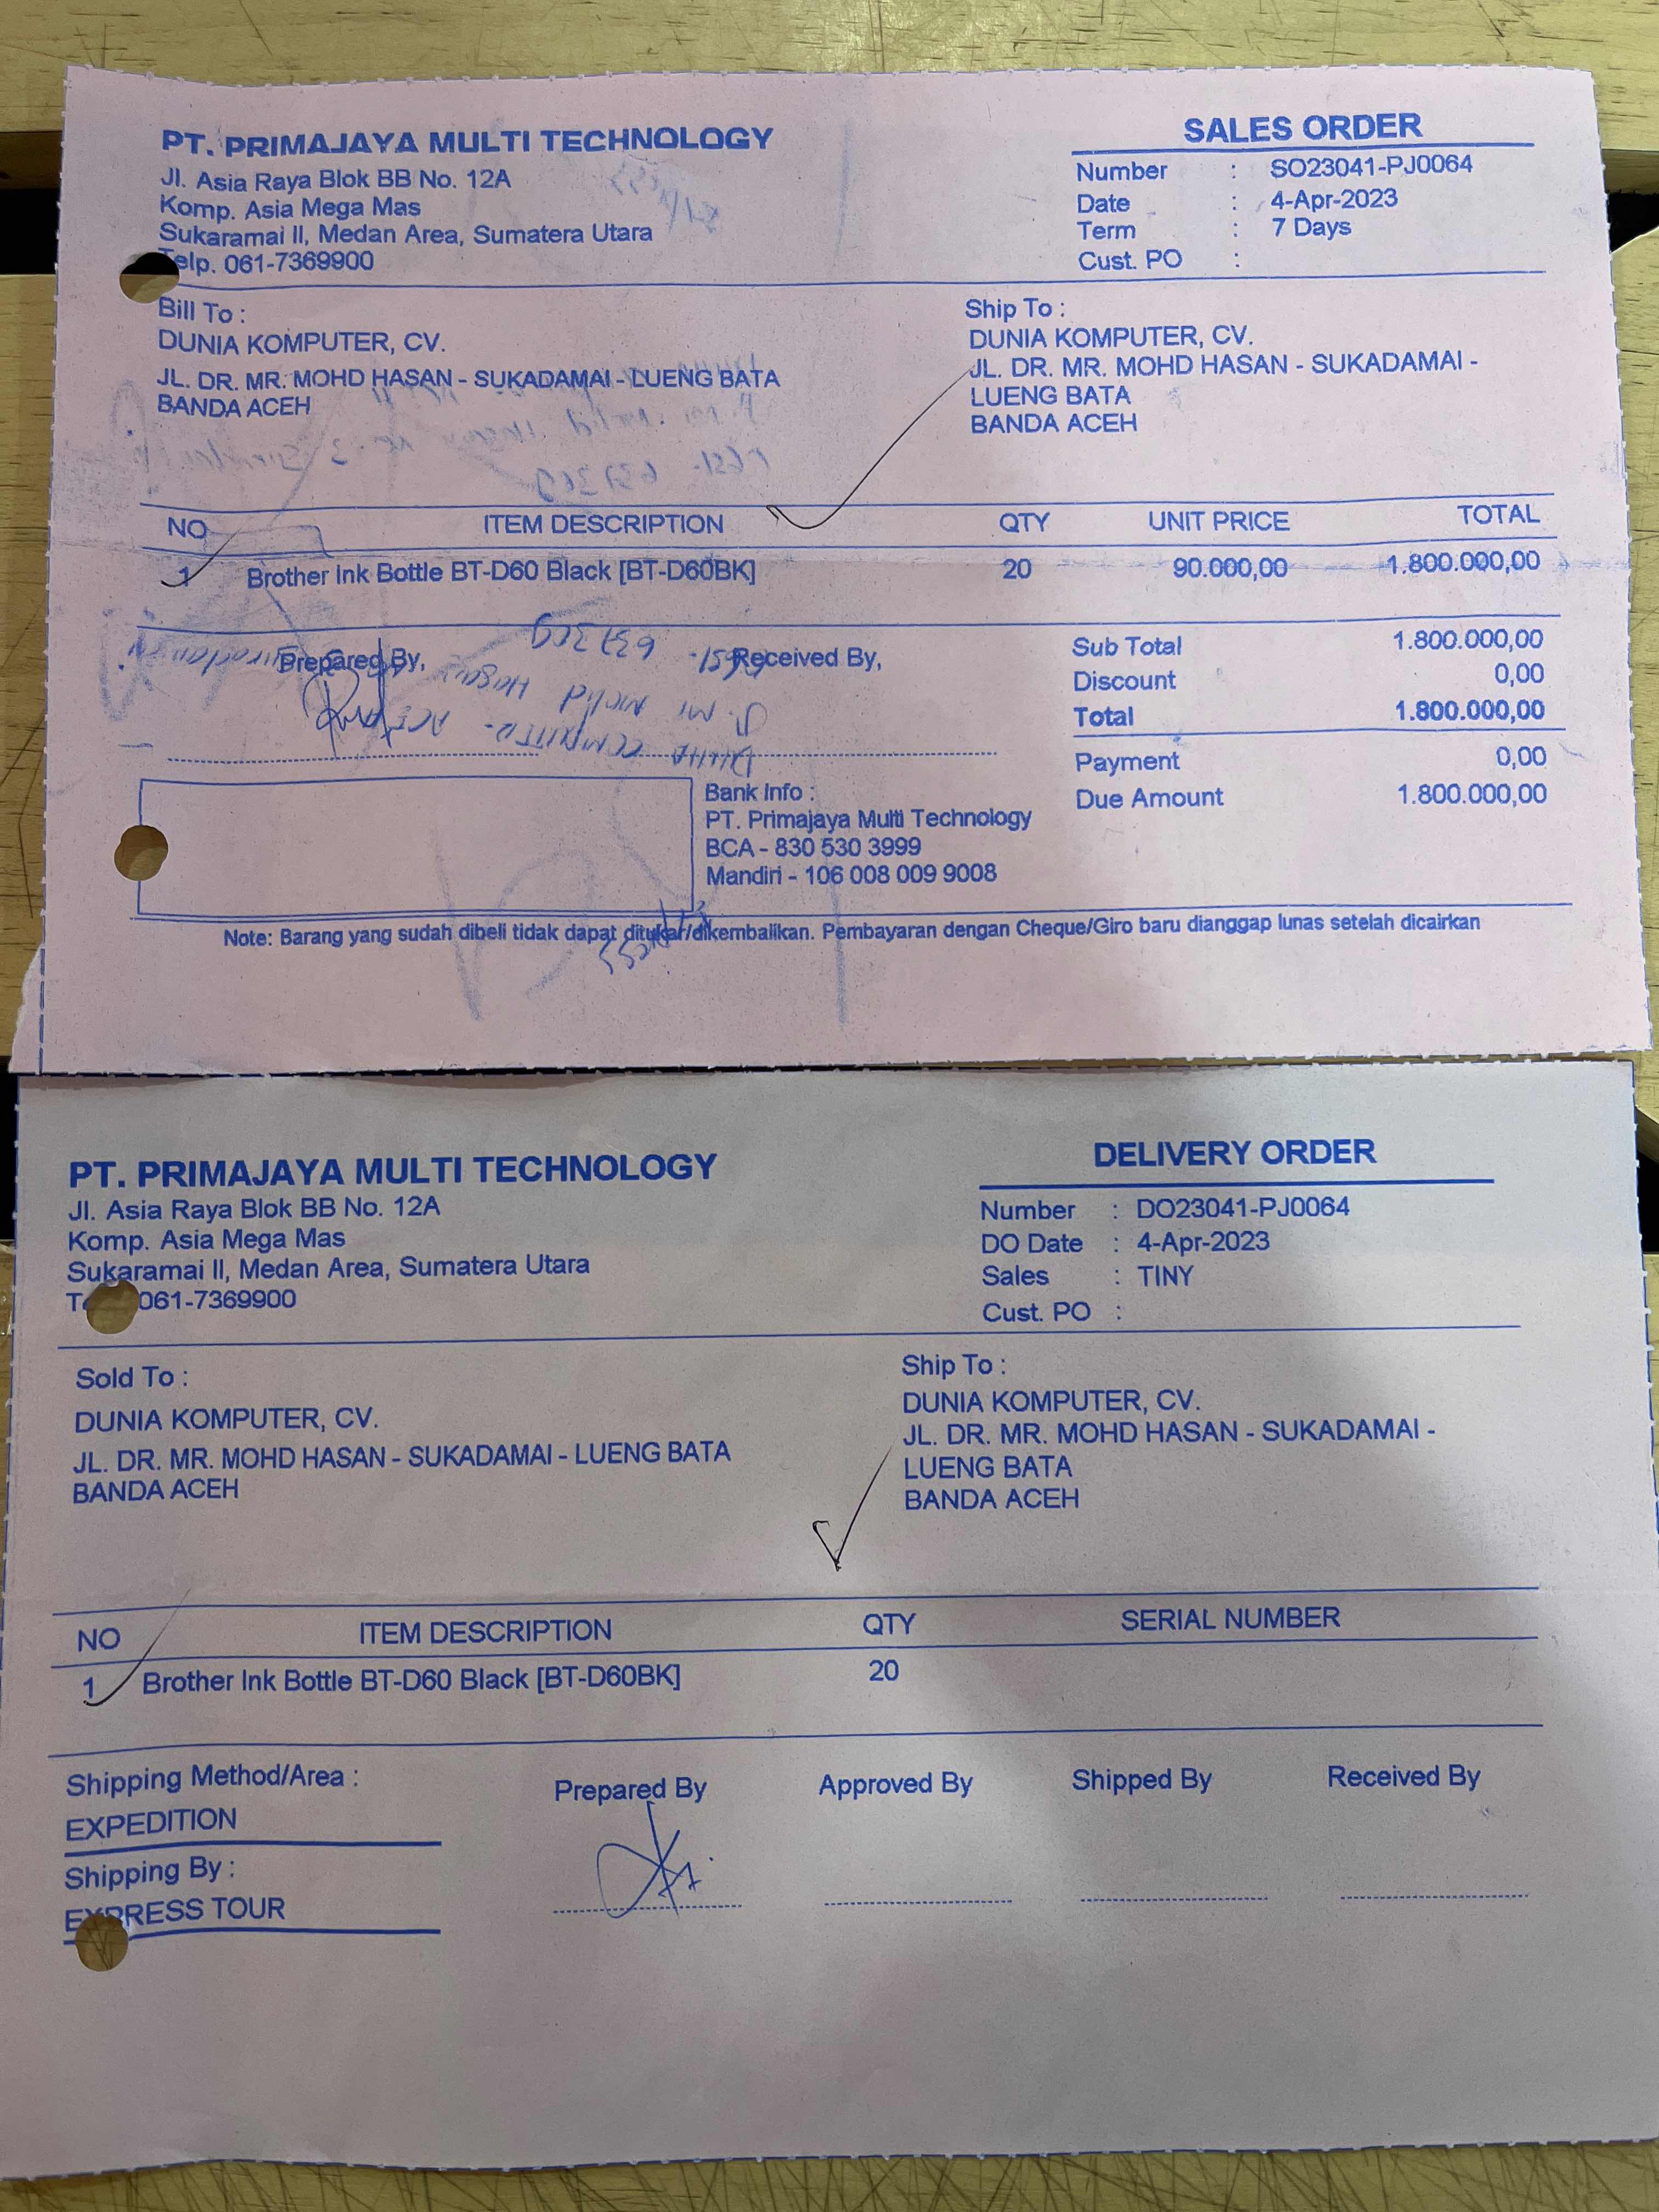 PT. PRIMAJAYA MULTI TECHNOLOGY
Jl. Asia Raya Blok BB No. 12A
Komp. Asia Mega Mas
Sukaramai II, Medan Area, Sumatera Utara
Telp. 061-7369900
SALES ORDER
Number : SO23041-PJ0064
Date : 4-Apr-2023
Term : 7 Days
Cust. PO :
Bill To :
DUNIA KOMPUTER, CV.
JL. DR. MR. MOHD HASAN - SUKADAMAI - LUENG BATA
BANDA ACEH
Ship To :
DUNIA KOMPUTER, CV.
JL. DR. MR. MOHD HASAN - SUKADAMAI -
LUENG BATA
BANDA ACEH
NO ITEM DESCRIPTION QTY UNIT PRICE TOTAL
1 Brother Ink Bottle BT-D60 Black [BT-D60BK] 20 90.000,00 1.800.000,00
Prepared By, Received By,
Sub Total 1.800.000,00
Discount 0,00
Total 1.800.000,00
Payment 0,00
Due Amount 1.800.000,00
Bank Info :
PT. Primajaya Multi Technology
BCA - 830 530 3999
Mandiri - 106 008 009 9008
Note: Barang yang sudah dibeli tidak dapat ditukar/dikembalikan. Pembayaran dengan Cheque/Giro baru dianggap lunas setelah dicairkan
PT. PRIMAJAYA MULTI TECHNOLOGY
Jl. Asia Raya Blok BB No. 12A
Komp. Asia Mega Mas
Sukaramai II, Medan Area, Sumatera Utara
061-7369900
DELIVERY ORDER
Number : DO23041-PJ0064
DO Date : 4-Apr-2023
Sales : TINY
Cust. PO :
Sold To :
DUNIA KOMPUTER, CV.
JL. DR. MR. MOHD HASAN - SUKADAMAI - LUENG BATA
BANDA ACEH
Ship To :
DUNIA KOMPUTER, CV.
JL. DR. MR. MOHD HASAN - SUKADAMAI -
LUENG BATA
BANDA ACEH
NO ITEM DESCRIPTION QTY SERIAL NUMBER
1 Brother Ink Bottle BT-D60 Black [BT-D60BK] 20
Shipping Method/Area :
EXPEDITION
Shipping By :
EXPRESS TOUR
Prepared By Approved By Shipped By Received By